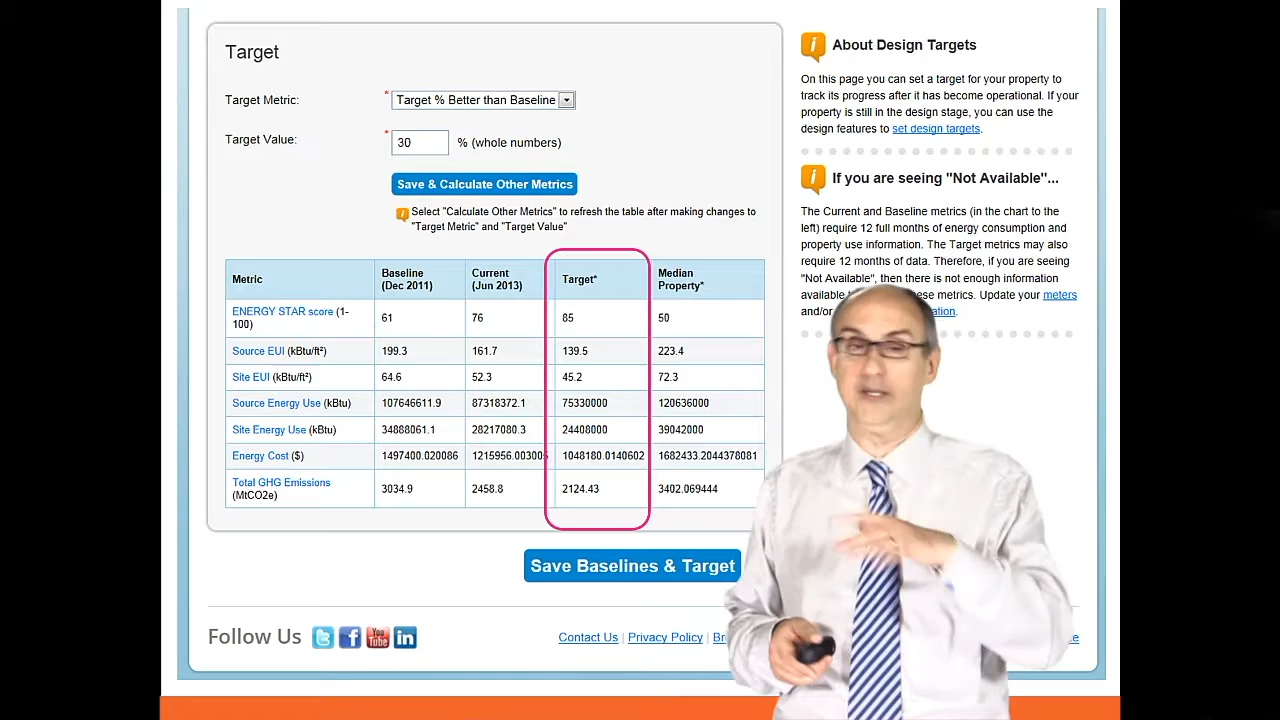 Target
Target Metric:
* Target % Better than Baseline
Target Value:
* 30 % (whole numbers)
Save & Calculate Other Metrics
i Select "Calculate Other Metrics" to refresh the table after making changes to
"Target Metric" and "Target Value"
Metric Baseline (Dec 2011) Current (Jun 2013) Target* Median Property*
ENERGY STAR score (1-100) 61 76 85 50
Source EUI (kBtu/ft²) 199.3 161.7 139.5 223.4
Site EUI (kBtu/ft²) 64.6 52.3 45.2 72.3
Source Energy Use (kBtu) 107646611.9 87318372.1 75330000 120636000
Site Energy Use (kBtu) 34888061.1 28217080.3 24408000 39042000
Energy Cost ($) 1497400.020086 1215956.00300 1048180.0140602 1682433.2044378081
Total GHG Emissions (MtCO2e) 3034.9 2458.8 2124.43 3402.069444
Save Baselines & Target
i About Design Targets
On this page you can set a target for your property to
track its progress after it has become operational. If your
property is still in the design stage, you can use the
design features to set design targets.
i If you are seeing "Not Available"...
The Current and Baseline metrics (in the chart to the
left) require 12 full months of energy consumption and
property use information. The Target metrics may also
require 12 months of data. Therefore, if you are seeing
"Not Available", then there is not enough information
available these metrics. Update your meters
and/or
Follow Us
You Tube
in
Contact Us | Privacy Policy |